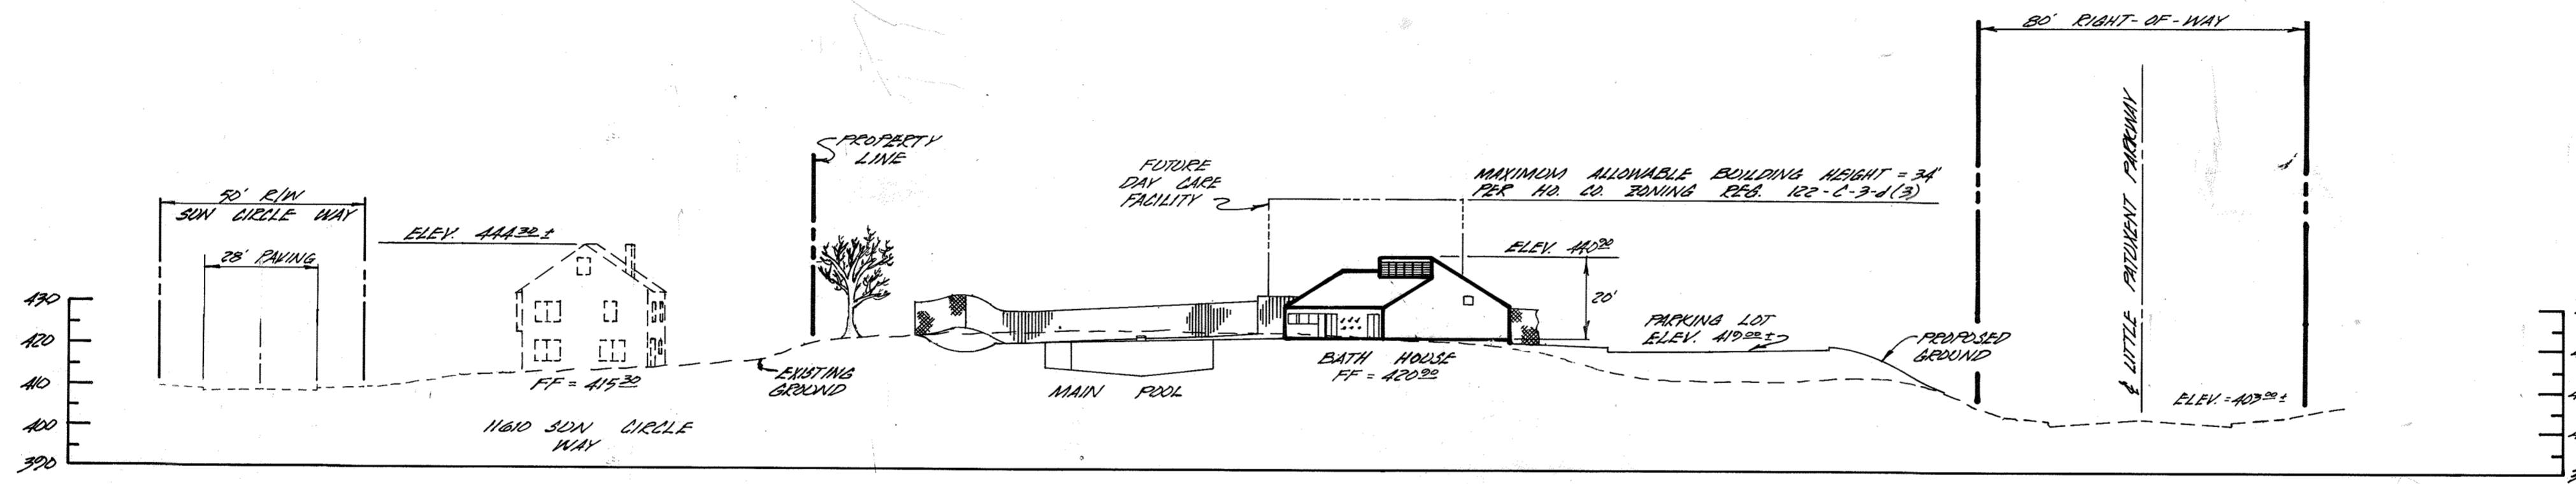 80' RIGHT-OF-WAY
PROPERTY
LINE
FUTURE
DAY CARE
FACILITY
MAXIMUM ALLOWABLE BUILDING HEIGHT = 34'
PER HO. CO. ZONING REG. 122-C-3-d(3)
50' R/W
SUN CIRCLE WAY
28' PAVING
ELEV. 444.30 ±
ELEV. 440.00
20'
℄ LITTLE PATUXENT PARKWAY
430
420
410
400
390
PARKING LOT
ELEV. 419.00 ±
PROPOSED
GROUND
EXISTING
GROUND
FF = 415.30
MAIN POOL
BATH HOUSE
FF = 420.00
ELEV. = 403.00 ±
11610 SUN CIRCLE
WAY